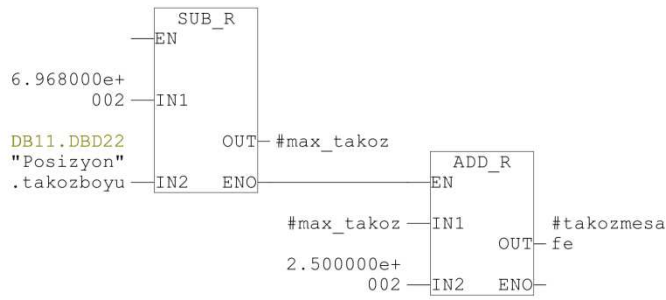 SUB_R
EN
6.968000e+
002 IN1
DB11.DBD22
"Posizyon"
.takozboyu IN2
OUT #max_takoz
ENO
ADD_R
EN
#max_takoz IN1
#takozmesa
OUT fe
2.500000e+
002 IN2
ENO